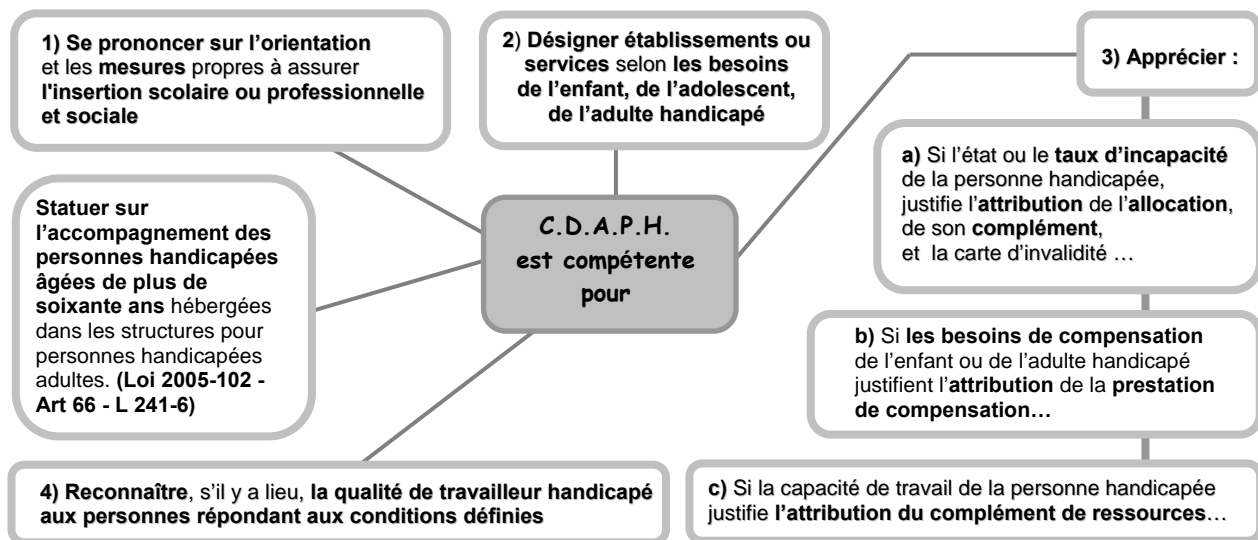 1) Se prononcer sur l’orientation
et les mesures propres à assurer
l'insertion scolaire ou professionnelle
et sociale
2) Désigner établissements ou
services selon les besoins
de l’enfant, de l’adolescent,
de l’adulte handicapé
3) Apprécier :
a) Si l’état ou le taux d’incapacité
de la personne handicapée,
justifie l’attribution de l’allocation,
de son complément,
et la carte d’invalidité …
Statuer sur
l’accompagnement des
personnes handicapées
âgées de plus de
soixante ans hébergées
dans les structures pour
personnes handicapées
adultes. (Loi 2005-102 -
Art 66 - L 241-6)
C.D.A.P.H.
est compétente
pour
b) Si les besoins de compensation
de l’enfant ou de l’adulte handicapé
justifient l’attribution de la prestation
de compensation…
4) Reconnaître, s’il y a lieu, la qualité de travailleur handicapé
aux personnes répondant aux conditions définies
c) Si la capacité de travail de la personne handicapée
justifie l’attribution du complément de ressources…